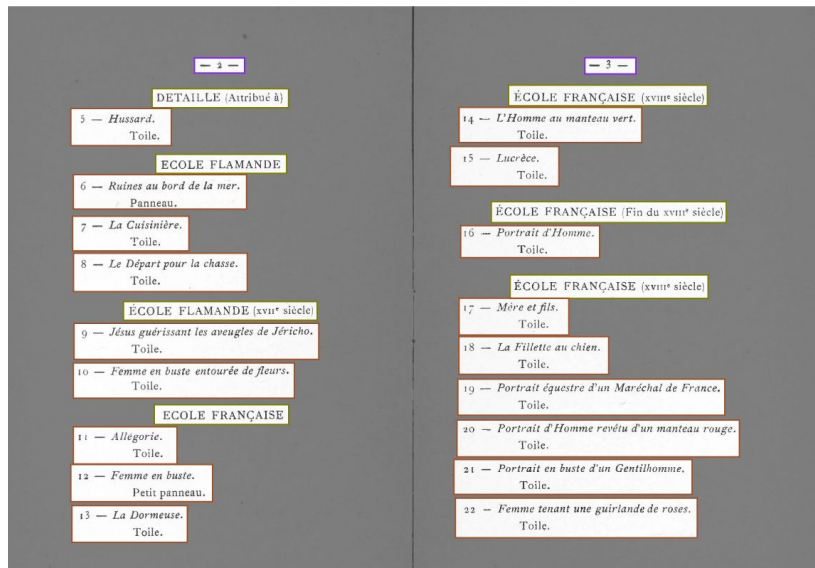 — 2 —
DETAILLE (Attribué à)
5 — Hussard.
Toile.
ECOLE FLAMANDE
6 — Ruines au bord de la mer.
Panneau.
7 — La Cuisinière.
Toile.
8 — Le Départ pour la chasse.
Toile.
ÉCOLE FLAMANDE (XVIIe siècle)
9 — Jésus guérissant les aveugles de Jéricho.
Toile.
10 — Femme en buste entourée de fleurs.
Toile.
ECOLE FRANÇAISE
11 — Allégorie.
Toile.
12 — Femme en buste.
Petit panneau.
13 — La Dormeuse.
Toile.
— 3 —
ÉCOLE FRANÇAISE (XVIIIe siècle)
14 — L'Homme au manteau vert.
Toile.
15 — Lucrèce.
Toile.
ÉCOLE FRANÇAISE (Fin du XVIIIe siècle)
16 — Portrait d'Homme.
Toile.
ÉCOLE FRANÇAISE (XVIIIe siècle)
17 — Mère et fils.
Toile.
18 — La Fillette au chien.
Toile.
19 — Portrait équestre d'un Maréchal de France.
Toile.
20 — Portrait d'Homme revêtu d'un manteau rouge.
Toile.
21 — Portrait en buste d'un Gentilhomme.
Toile.
22 — Femme tenant une guirlande de roses.
Toile.